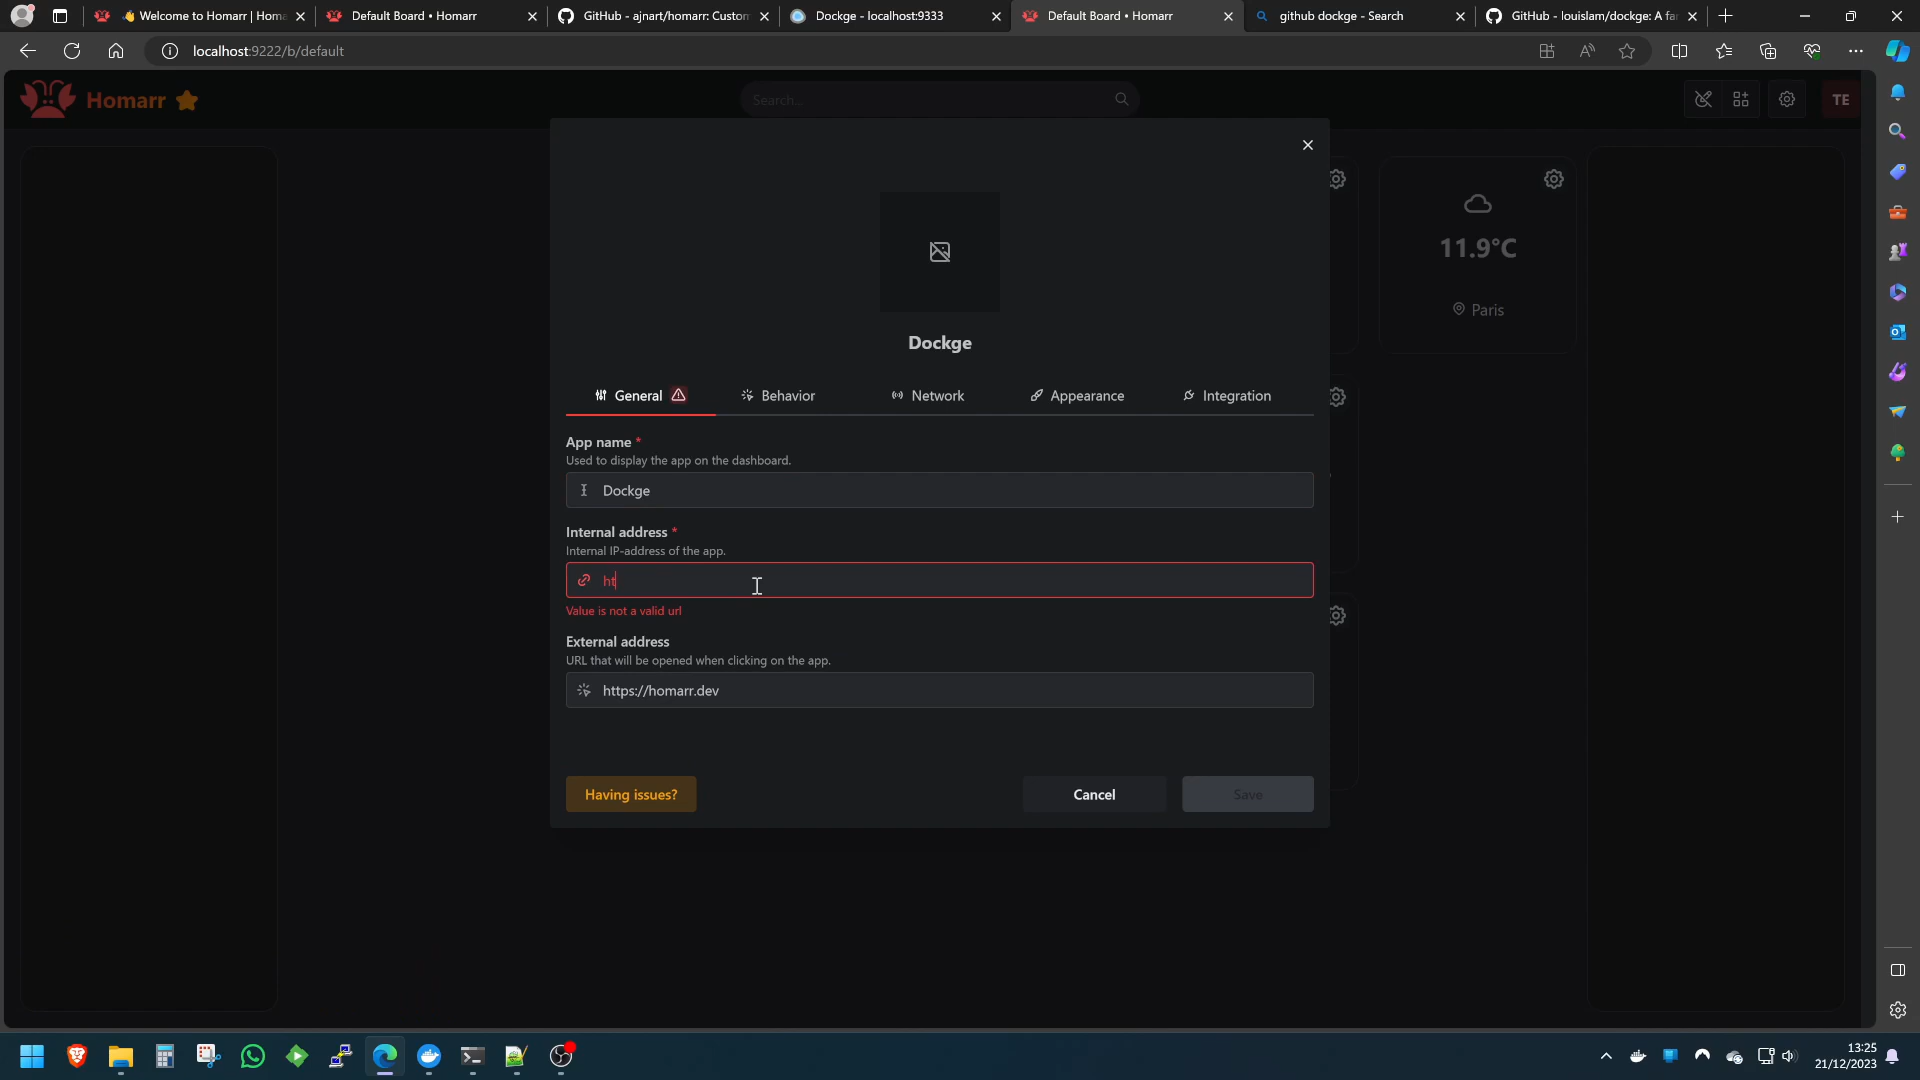 👋 Welcome to Homarr | Homa
Default Board • Homarr
GitHub - ajnart/homarr: Custom
Dockge - localhost:9333
Default Board • Homarr
github dockge - Search
GitHub - louislam/dockge: A fa
localhost:9222/b/default
Homarr
Search...
TE
11.9°C
Paris
Dockge
General
Behavior
Network
Appearance
Integration
App name *
Used to display the app on the dashboard.
Dockge
Internal address *
Internal IP-address of the app.
ht
Value is not a valid url
External address
URL that will be opened when clicking on the app.
https://homarr.dev
Having issues?
Cancel
Save
13:25
21/12/2023